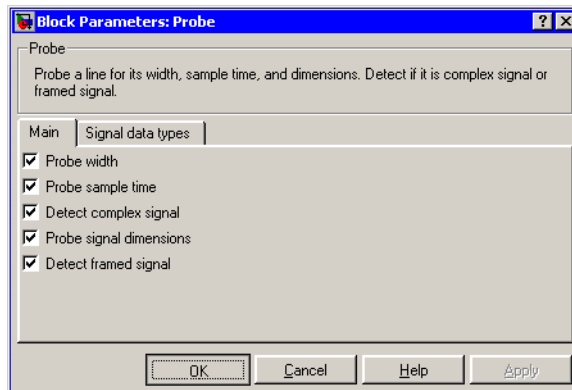 Block Parameters: Probe
Probe
Probe a line for its width, sample time, and dimensions. Detect if it is complex signal or
framed signal.
Main
Signal data types
Probe width
Probe sample time
Detect complex signal
Probe signal dimensions
Detect framed signal
OK
Cancel
Help
Apply